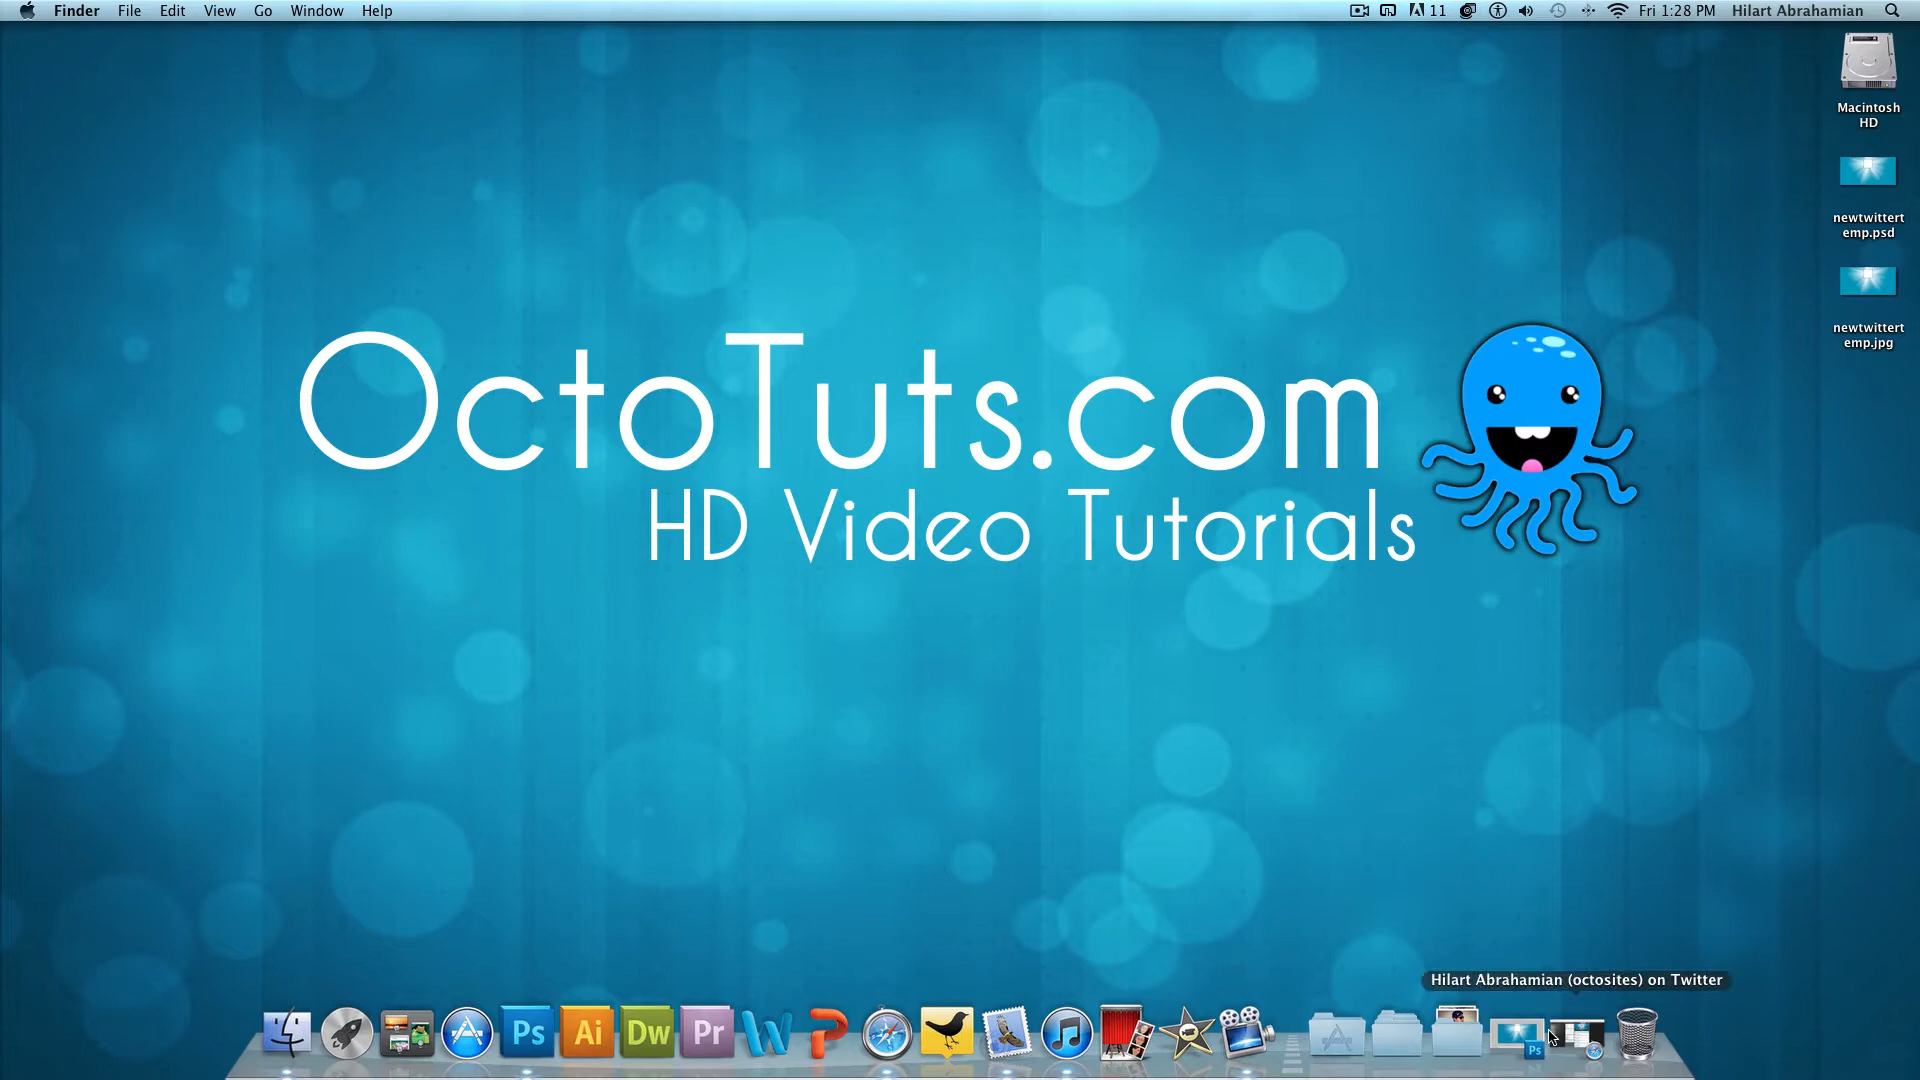 Finder File Edit View Go Window Help
11 Fri 1:28 PM Hilart Abrahamian
Macintosh
HD
newtwittert
emp.psd
newtwittert
emp.jpg
OctoTuts.com
HD Video Tutorials
Hilart Abrahamian (octosites) on Twitter
Ps Ai Dw Pr
Ps